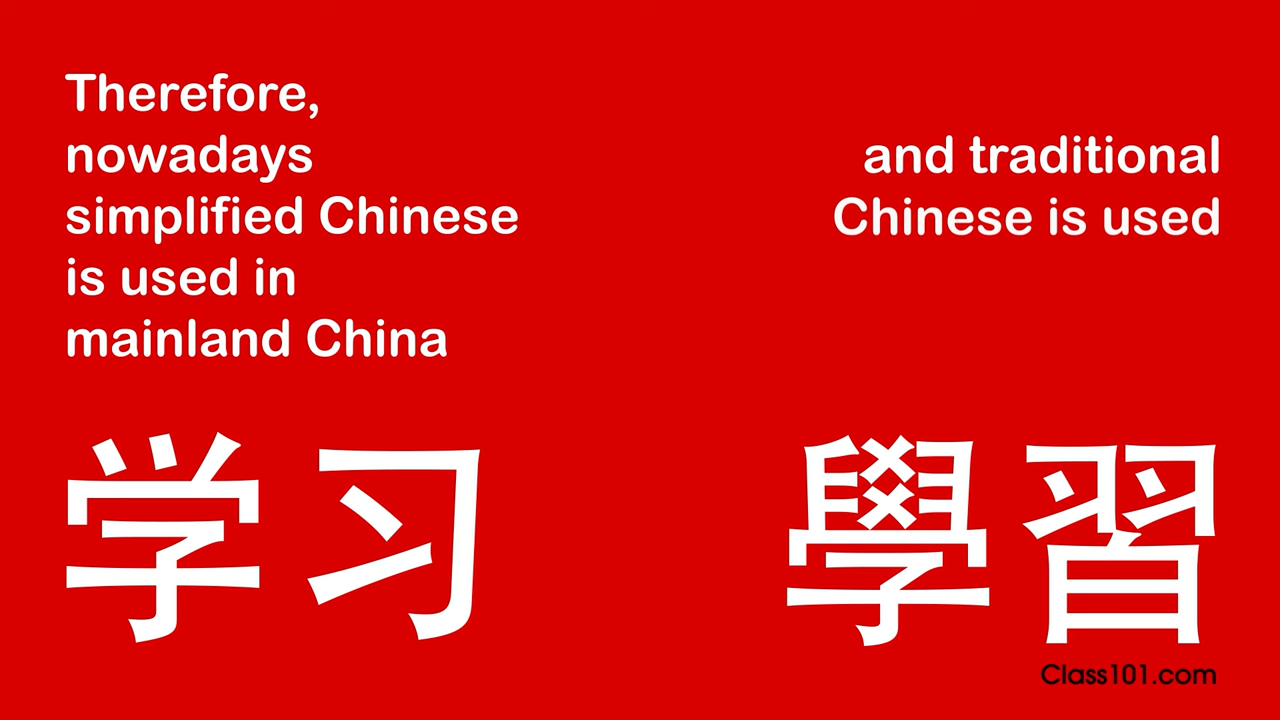 Therefore,
nowadays
simplified Chinese
is used in
mainland China
学习
and traditional
Chinese is used
學習
Class101.com